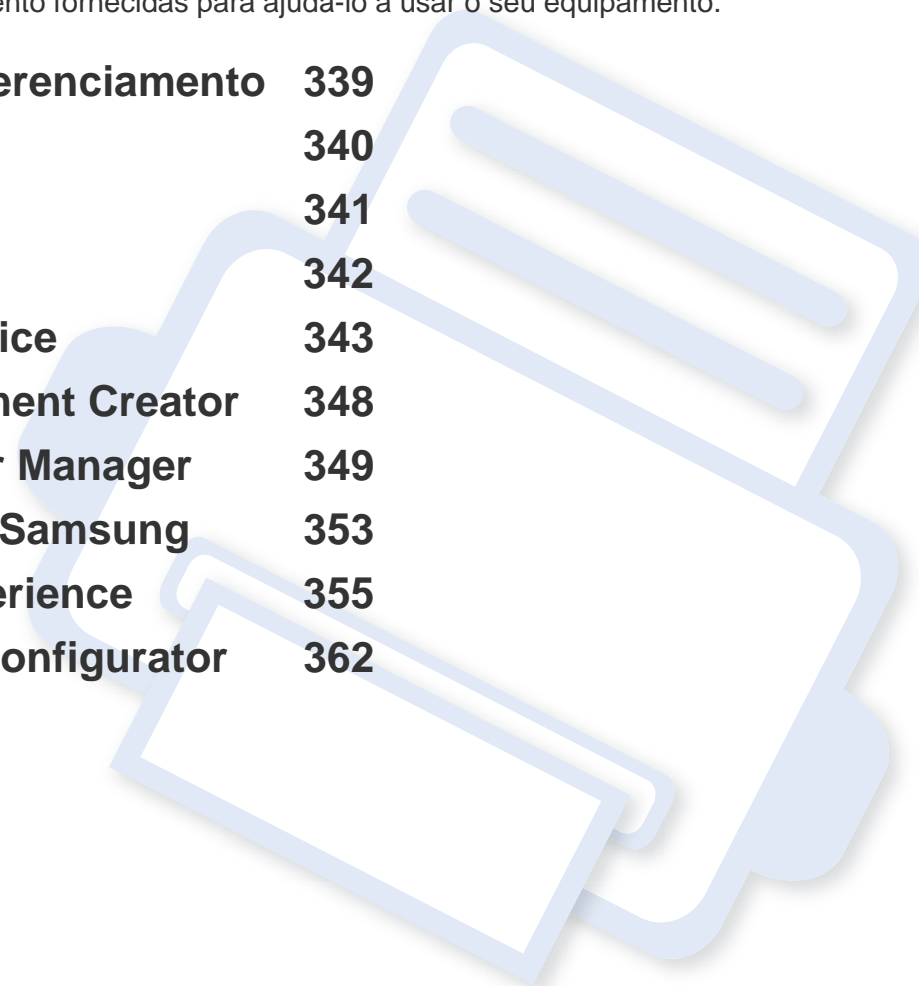 ento fornecidas para ajudá-lo a usar o seu equipamento.
erenciamento 339
340
341
342
ice 343
ment Creator 348
r Manager 349
Samsung 353
erience 355
onfigurator 362